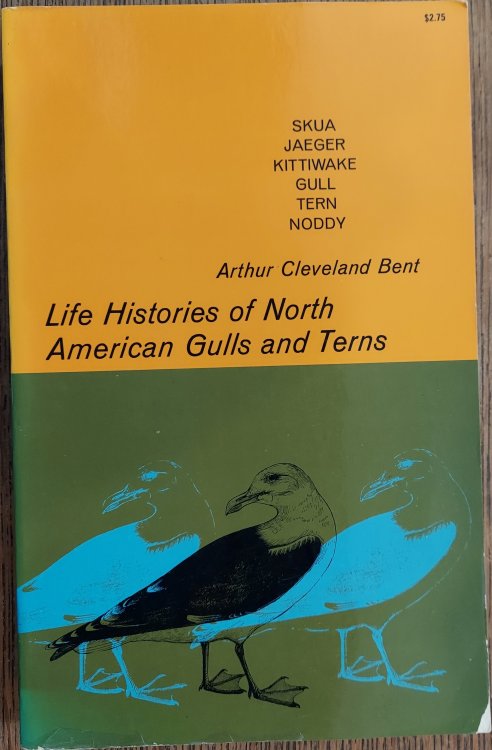 $2.75
SKUA
JAEGER
KITTIWAKE
GULL
TERN
NODDY
Arthur Cleveland Bent
Life Histories of North
American Gulls and Terns